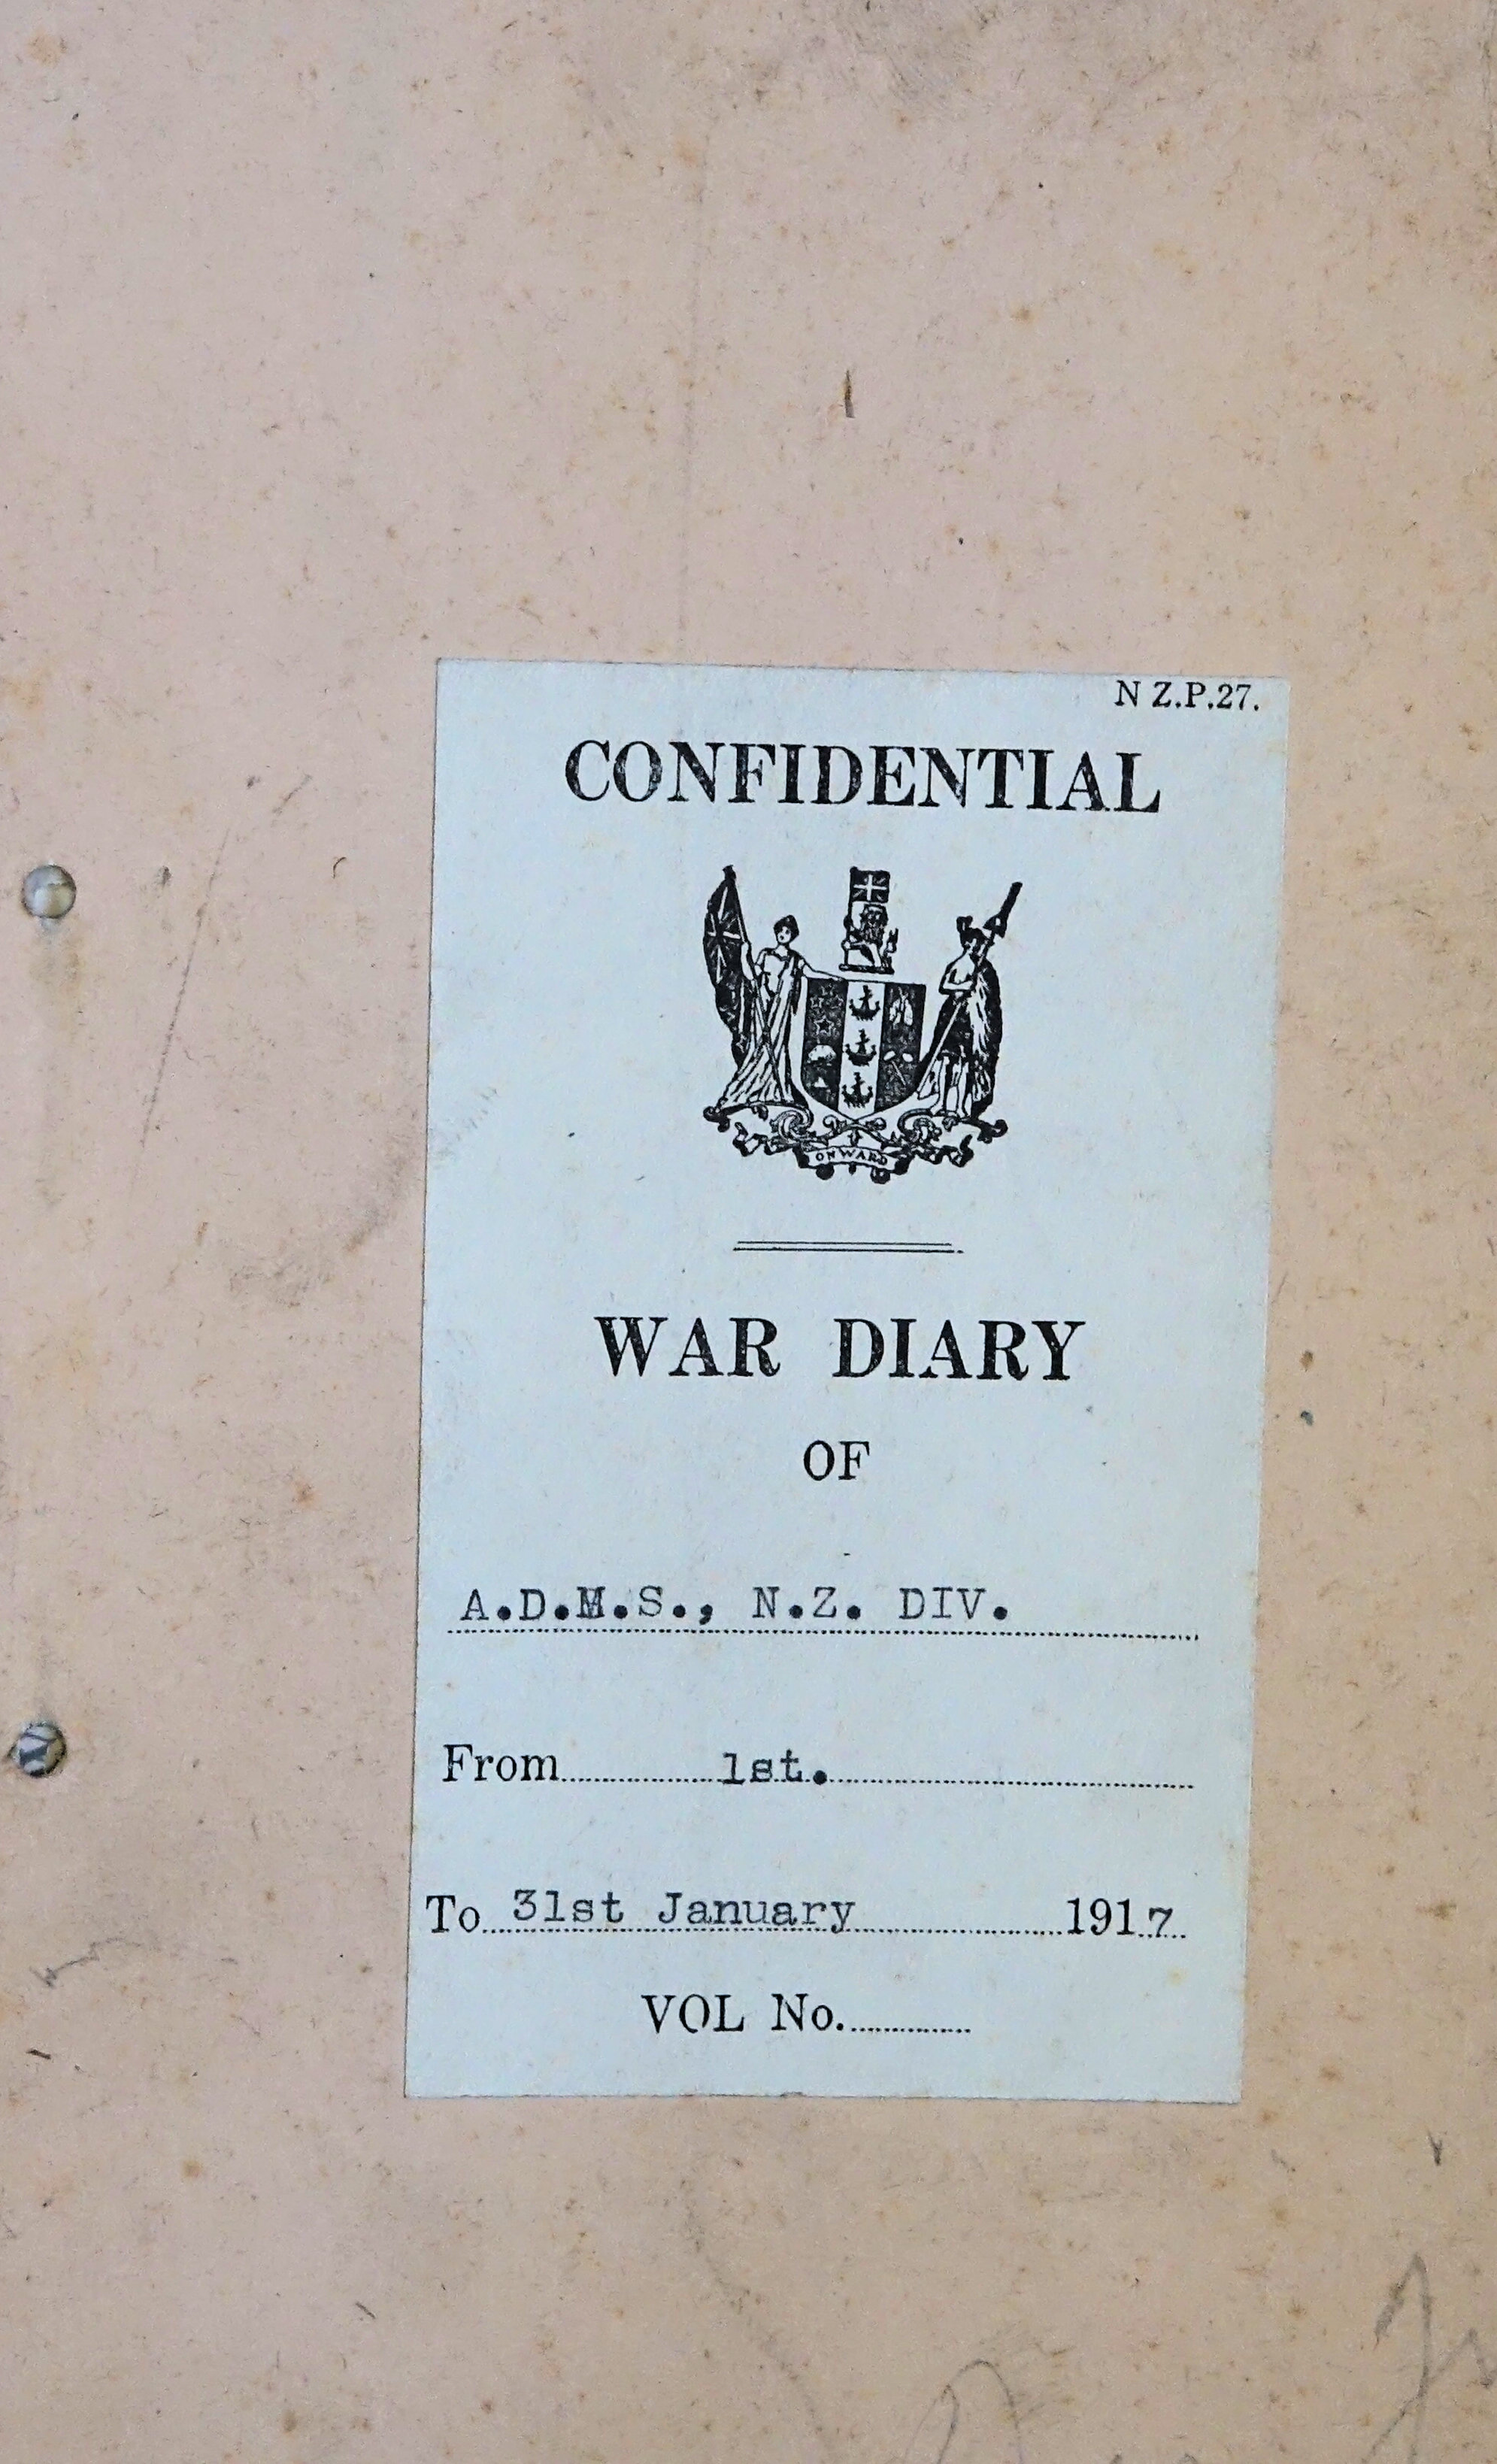 N Z.P.27.
CONFIDENTIAL
ONWARD
WAR DIARY
OF
A.D.M.S., N.Z. DIV.
From 1st.
To 31st January 1917
VOL No.